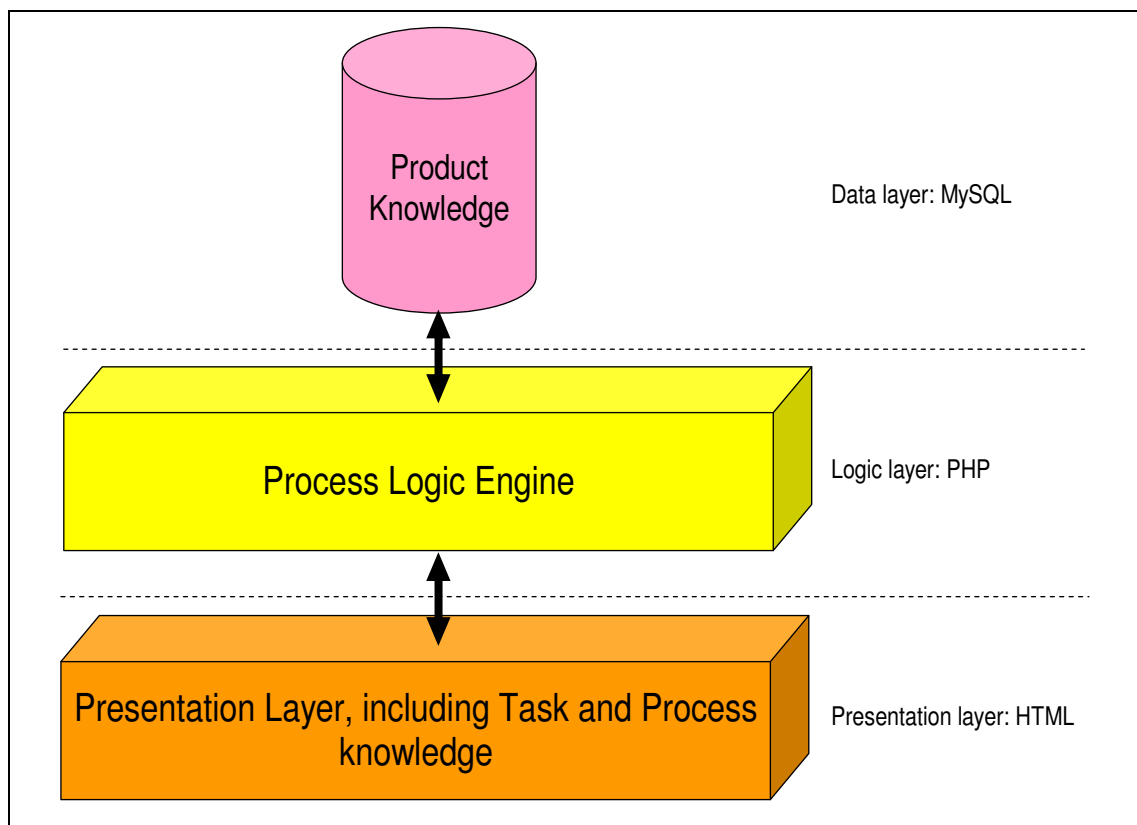 Product
Knowledge
Data layer: MySQL
Process Logic Engine
Logic layer: PHP
Presentation Layer, including Task and Process
knowledge
Presentation layer: HTML